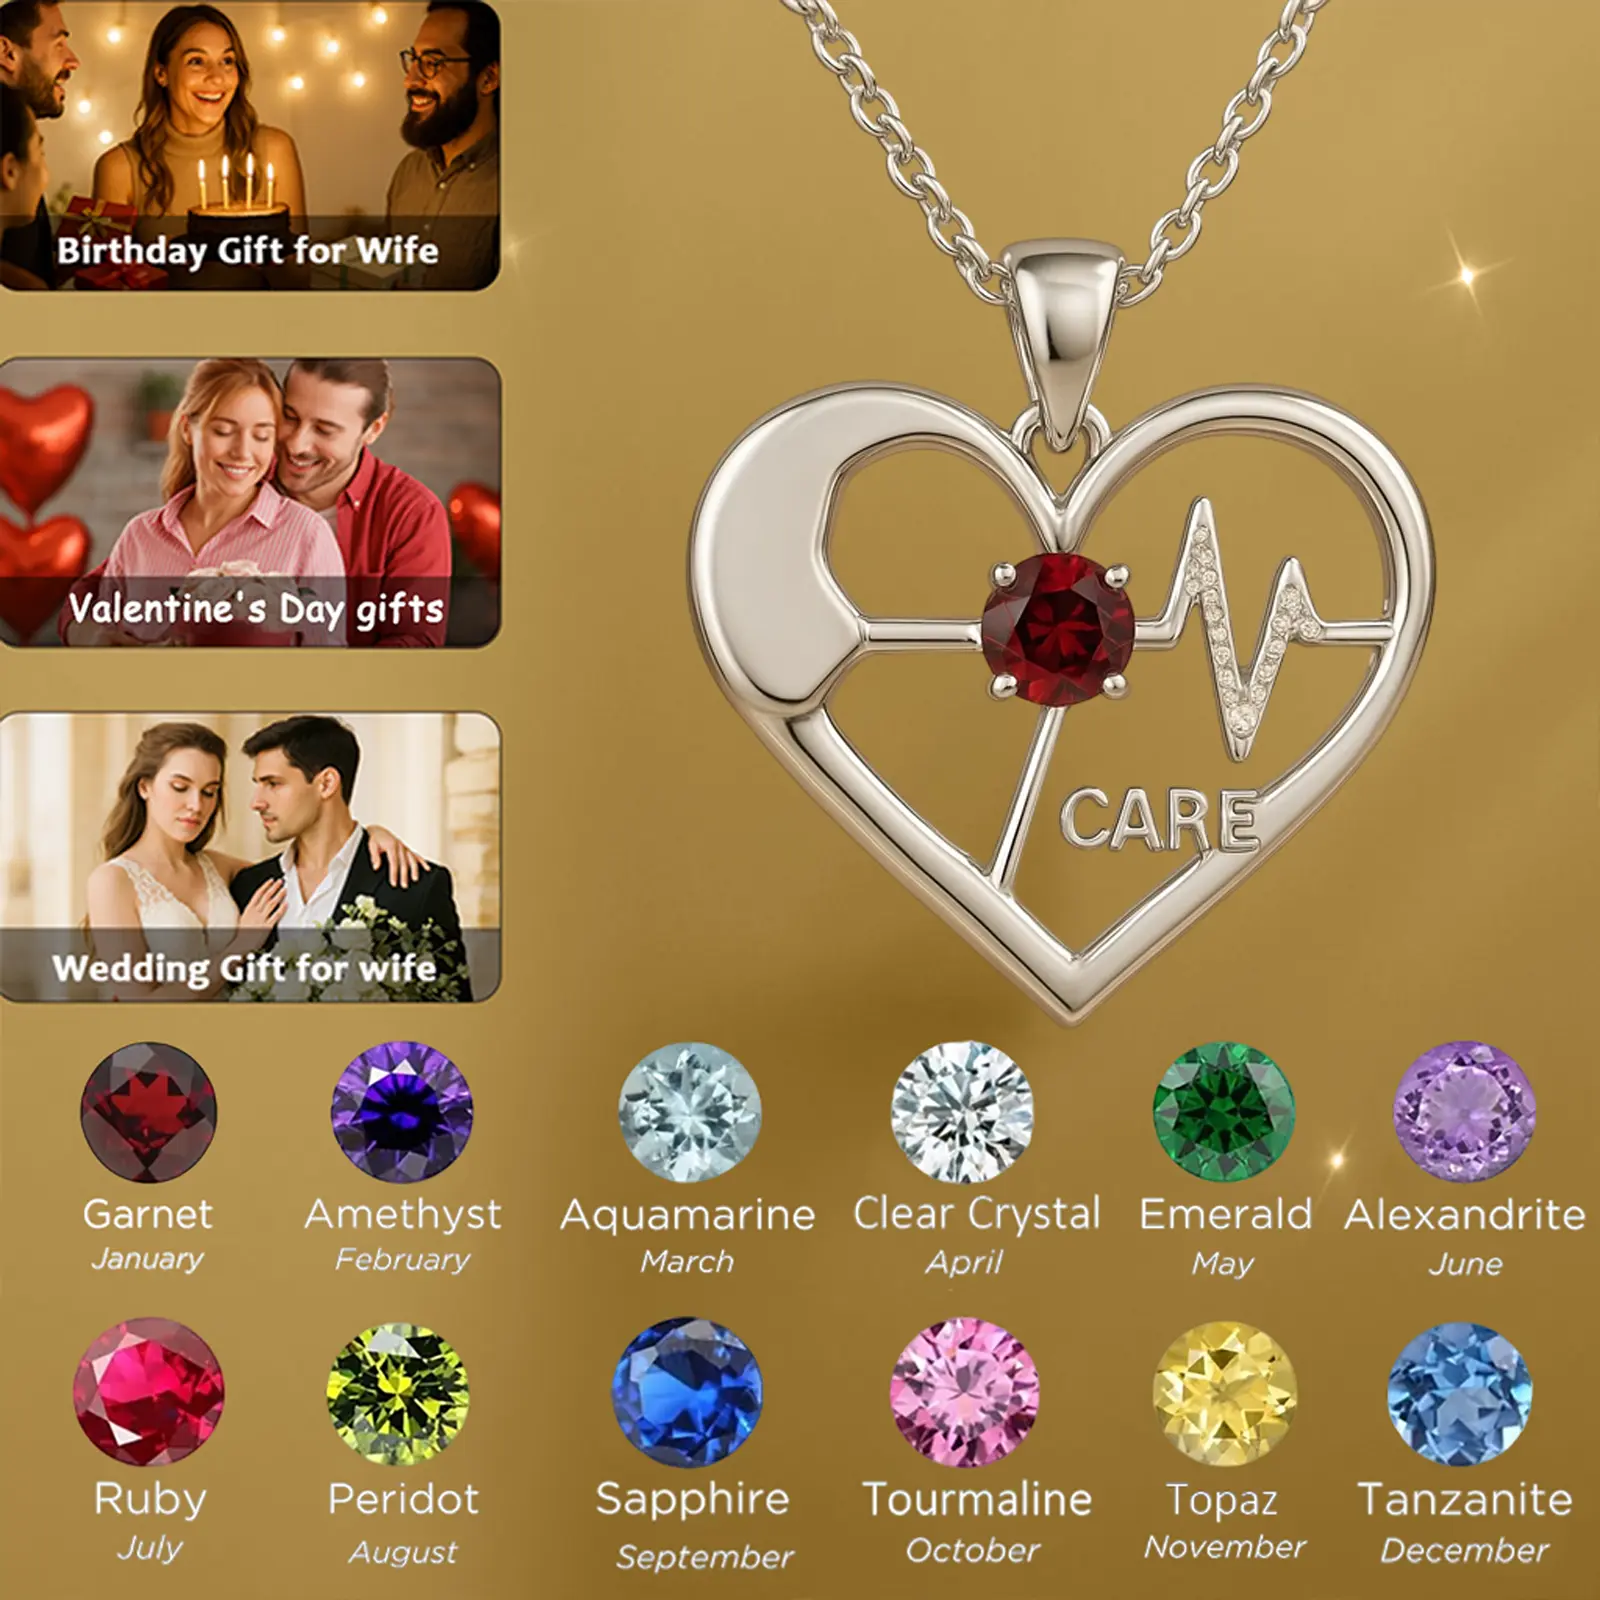 Birthday Gift for Wife
Valentine's Day gifts
Wedding Gift for wife
CARE
Garnet
January
Amethyst
February
Aquamarine
March
Clear Crystal
April
Emerald
May
Alexandrite
June
Ruby
July
Peridot
August
Sapphire
September
Tourmaline
October
Topaz
November
Tanzanite
December